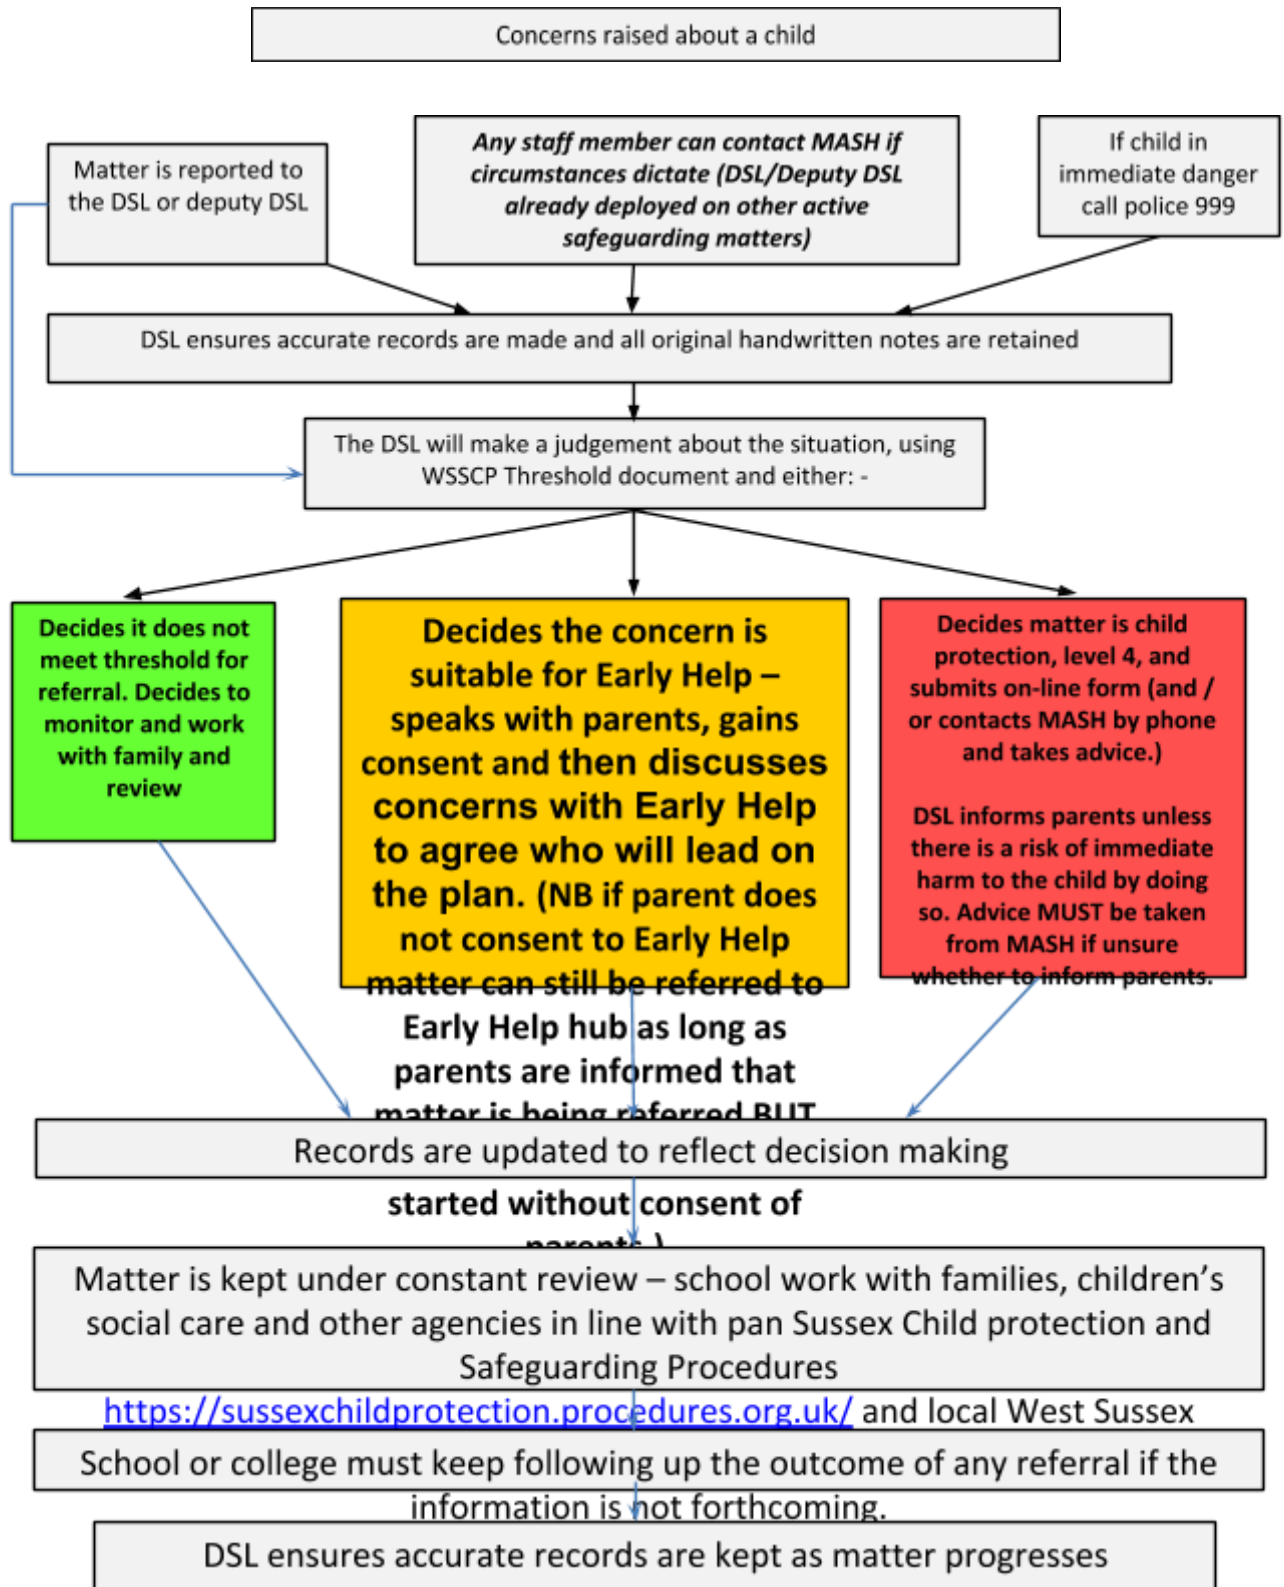 Concerns raised about a child
Matter is reported to
the DSL or deputy DSL
Any staff member can contact MASH if
circumstances dictate (DSL/Deputy DSL
already deployed on other active
safeguarding matters)
If child in
immediate danger
call police 999
DSL ensures accurate records are made and all original handwritten notes are retained
The DSL will make a judgement about the situation, using
WSSCP Threshold document and either: -
Decides it does not
meet threshold for
referral. Decides to
monitor and work
with family and
review
Decides the concern is
suitable for Early Help –
speaks with parents, gains
consent and then discusses
concerns with Early Help
to agree who will lead on
the plan. (NB if parent does
not consent to Early Help
matter can still be referred to
Early Help hub as long as
parents are informed that
matter is being referred BUT
started without consent of
parents.)
Decides matter is child
protection, level 4, and
submits on-line form (and /
or contacts MASH by phone
and takes advice.)
DSL informs parents unless
there is a risk of immediate
harm to the child by doing
so. Advice MUST be taken
from MASH if unsure
whether to inform parents.
Records are updated to reflect decision making
Matter is kept under constant review – school work with families, children’s
social care and other agencies in line with pan Sussex Child protection and
Safeguarding Procedures
https://sussexchildprotection.procedures.org.uk/ and local West Sussex
School or college must keep following up the outcome of any referral if the
information is not forthcoming.
DSL ensures accurate records are kept as matter progresses